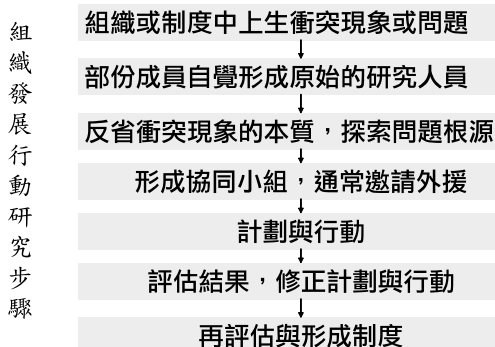 組織發展行動研究步驟
組織或制度中上生衝突現象或問題
部份成員自覺形成原始的研究人員
反省衝突現象的本質，探索問題根源
形成協同小組，通常邀請外援
計劃與行動
評估結果，修正計劃與行動
再評估與形成制度